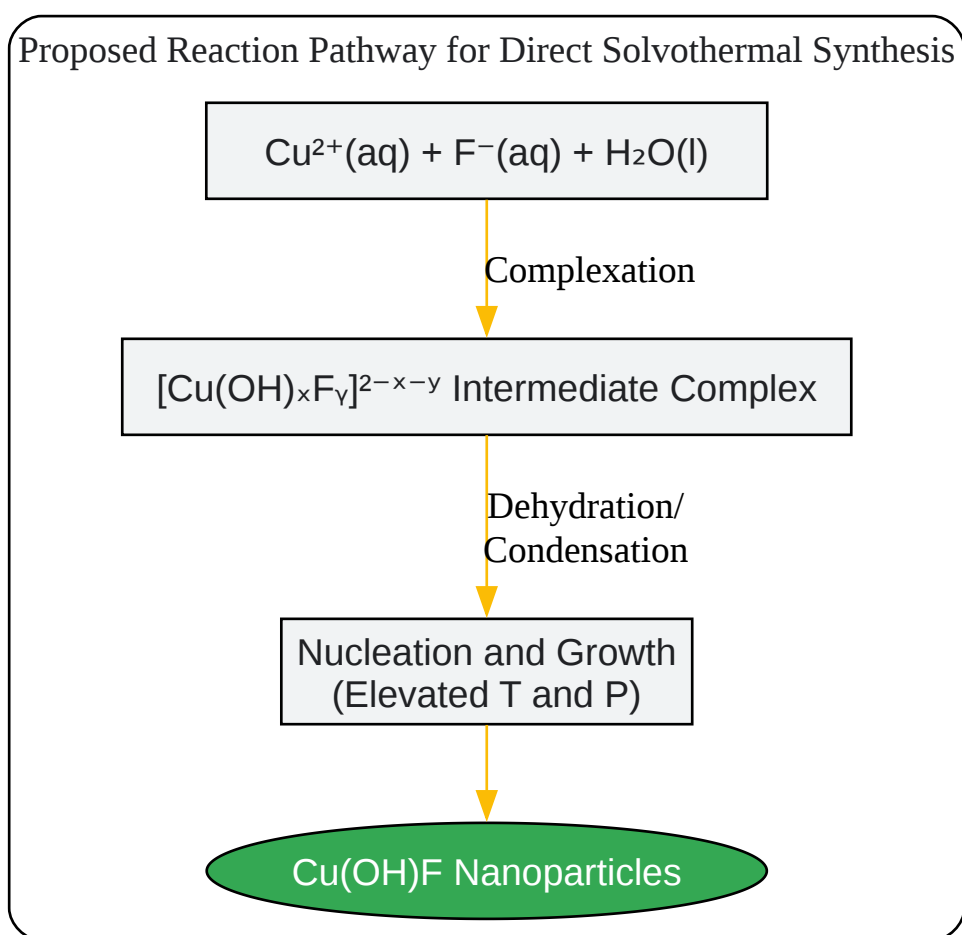 Proposed Reaction Pathway for Direct Solvothermal Synthesis
Cu²⁺(aq) + F⁻(aq) + H₂O(l)
Complexation
[Cu(OH)ₓFᵧ]²⁻ˣ⁻ʸ Intermediate Complex
Dehydration/
Condensation
Nucleation and Growth
(Elevated T and P)
Cu(OH)F Nanoparticles